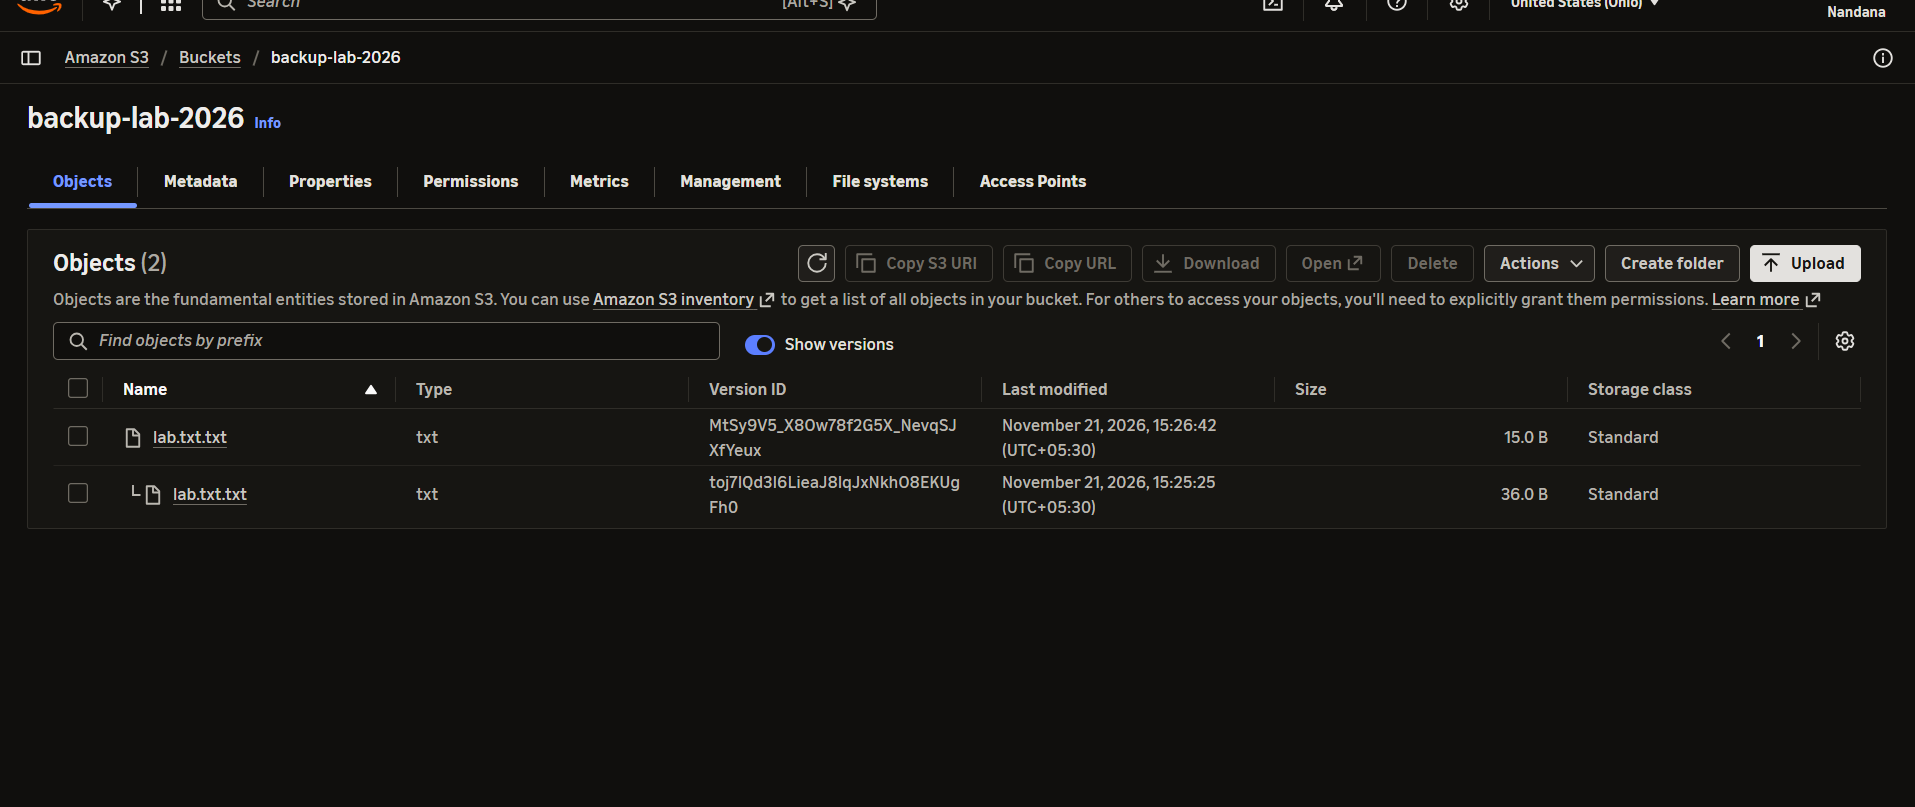 Search [Alt+S] United States (Ohio)
Nandana
Amazon S3 / Buckets / backup-lab-2026
backup-lab-2026 Info
Objects Metadata Properties Permissions Metrics Management File systems Access Points
Objects (2) Copy S3 URI Copy URL Download Open Delete Actions Create folder Upload
Objects are the fundamental entities stored in Amazon S3. You can use Amazon S3 inventory to get a list of all objects in your bucket. For others to access your objects, you'll need to explicitly grant them permissions. Learn more
Find objects by prefix Show versions 1
Name Type Version ID Last modified Size Storage class
lab.txt.txt txt MtSy9V5_X8Ow78f2G5X_NevqSJ November 21, 2026, 15:26:42 15.0 B Standard
XfYeux (UTC+05:30)
lab.txt.txt txt toj7lQd3l6LieaJ8lqJxNkhO8EKUg November 21, 2026, 15:25:25 36.0 B Standard
Fh0 (UTC+05:30)